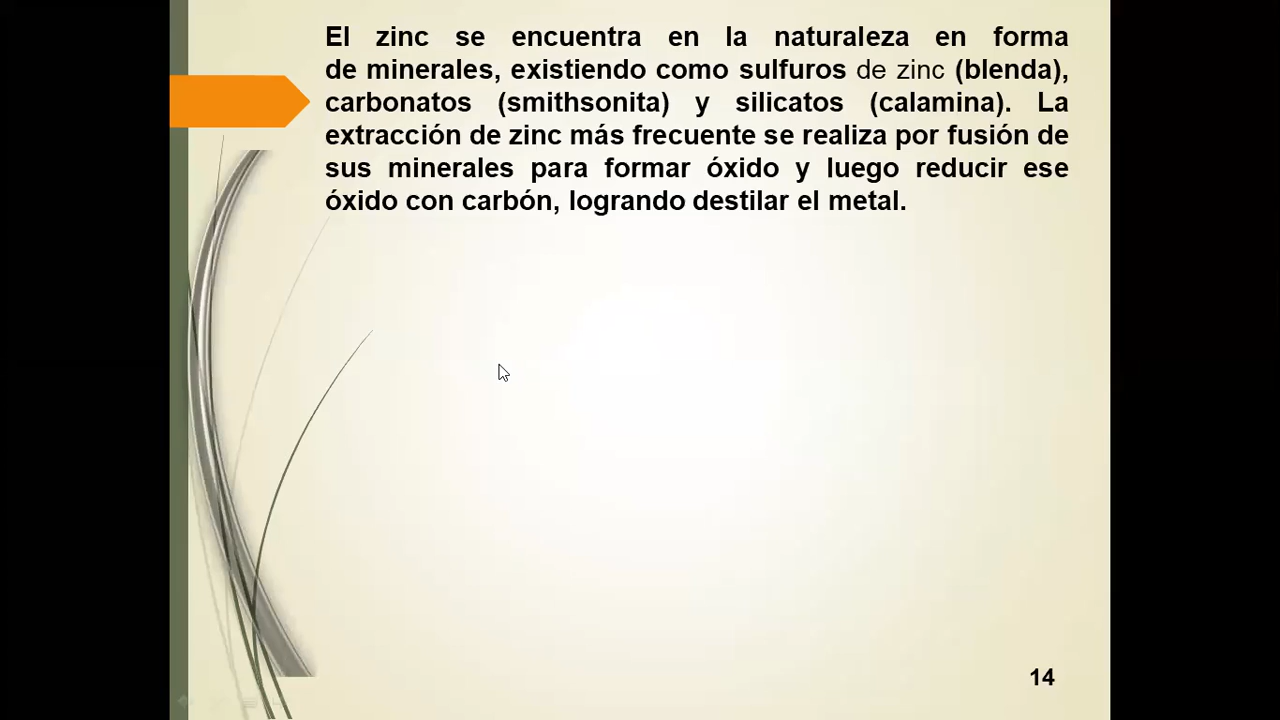 El zinc se encuentra en la naturaleza en forma
de minerales, existiendo como sulfuros de zinc (blenda),
carbonatos (smithsonita) y silicatos (calamina). La
extracción de zinc más frecuente se realiza por fusión de
sus minerales para formar óxido y luego reducir ese
óxido con carbón, logrando destilar el metal.
14